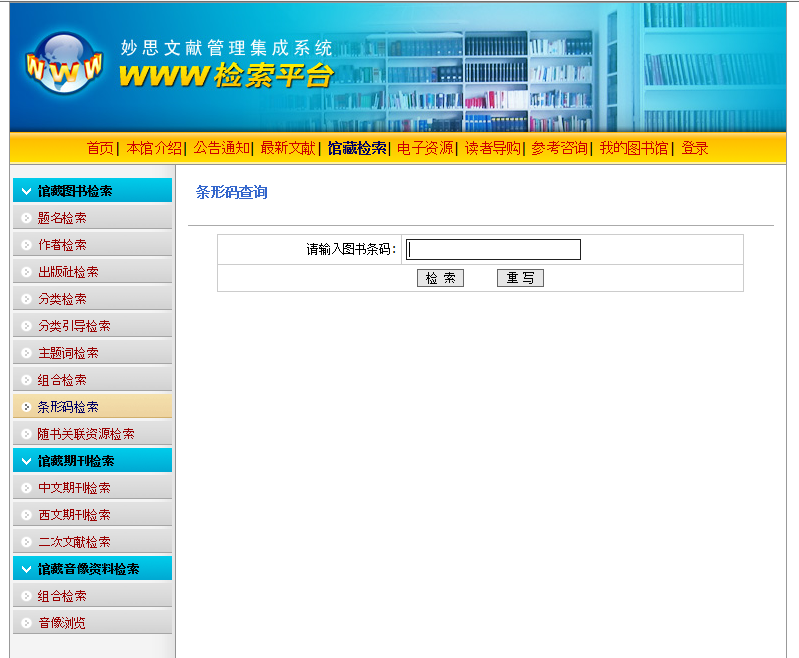 妙思文献管理集成系统
WWW
WWW检索平台
首页| 本馆介绍| 公告通知| 最新文献| 馆藏检索| 电子资源| 读者导购| 参考咨询| 我的图书馆| 登录
馆藏图书检索
题名检索
作者检索
出版社检索
分类检索
分类引导检索
主题词检索
组合检索
条形码检索
随书关联资源检索
馆藏期刊检索
中文期刊检索
西文期刊检索
二次文献检索
馆藏音像资料检索
组合检索
音像浏览
条形码查询
请输入图书条码：
检 索 重 写